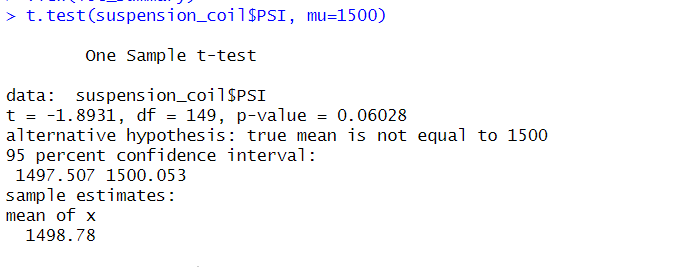 > t.test(suspension_coil$PSI, mu=1500)
One Sample t-test
data:  suspension_coil$PSI
t = -1.8931, df = 149, p-value = 0.06028
alternative hypothesis: true mean is not equal to 1500
95 percent confidence interval:
1497.507 1500.053
sample estimates:
mean of x
1498.78